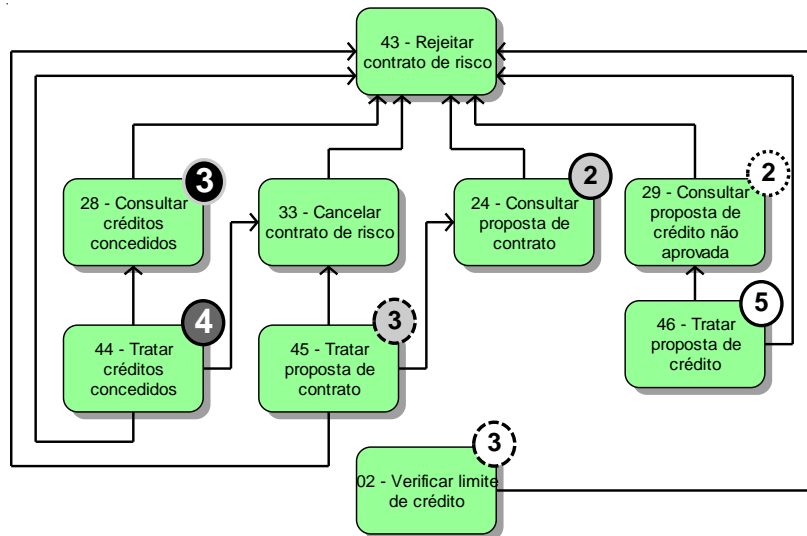 43 - Rejeitar
contrato de risco
3
28 - Consultar
créditos
concedidos
33 - Cancelar
contrato de risco
2
24 - Consultar
proposta de
contrato
2
29 - Consultar
proposta de
crédito não
aprovada
4
44 - Tratar
créditos
concedidos
3
45 - Tratar
proposta de
contrato
5
46 - Tratar
proposta de
crédito
3
02 - Verificar limite
de crédito